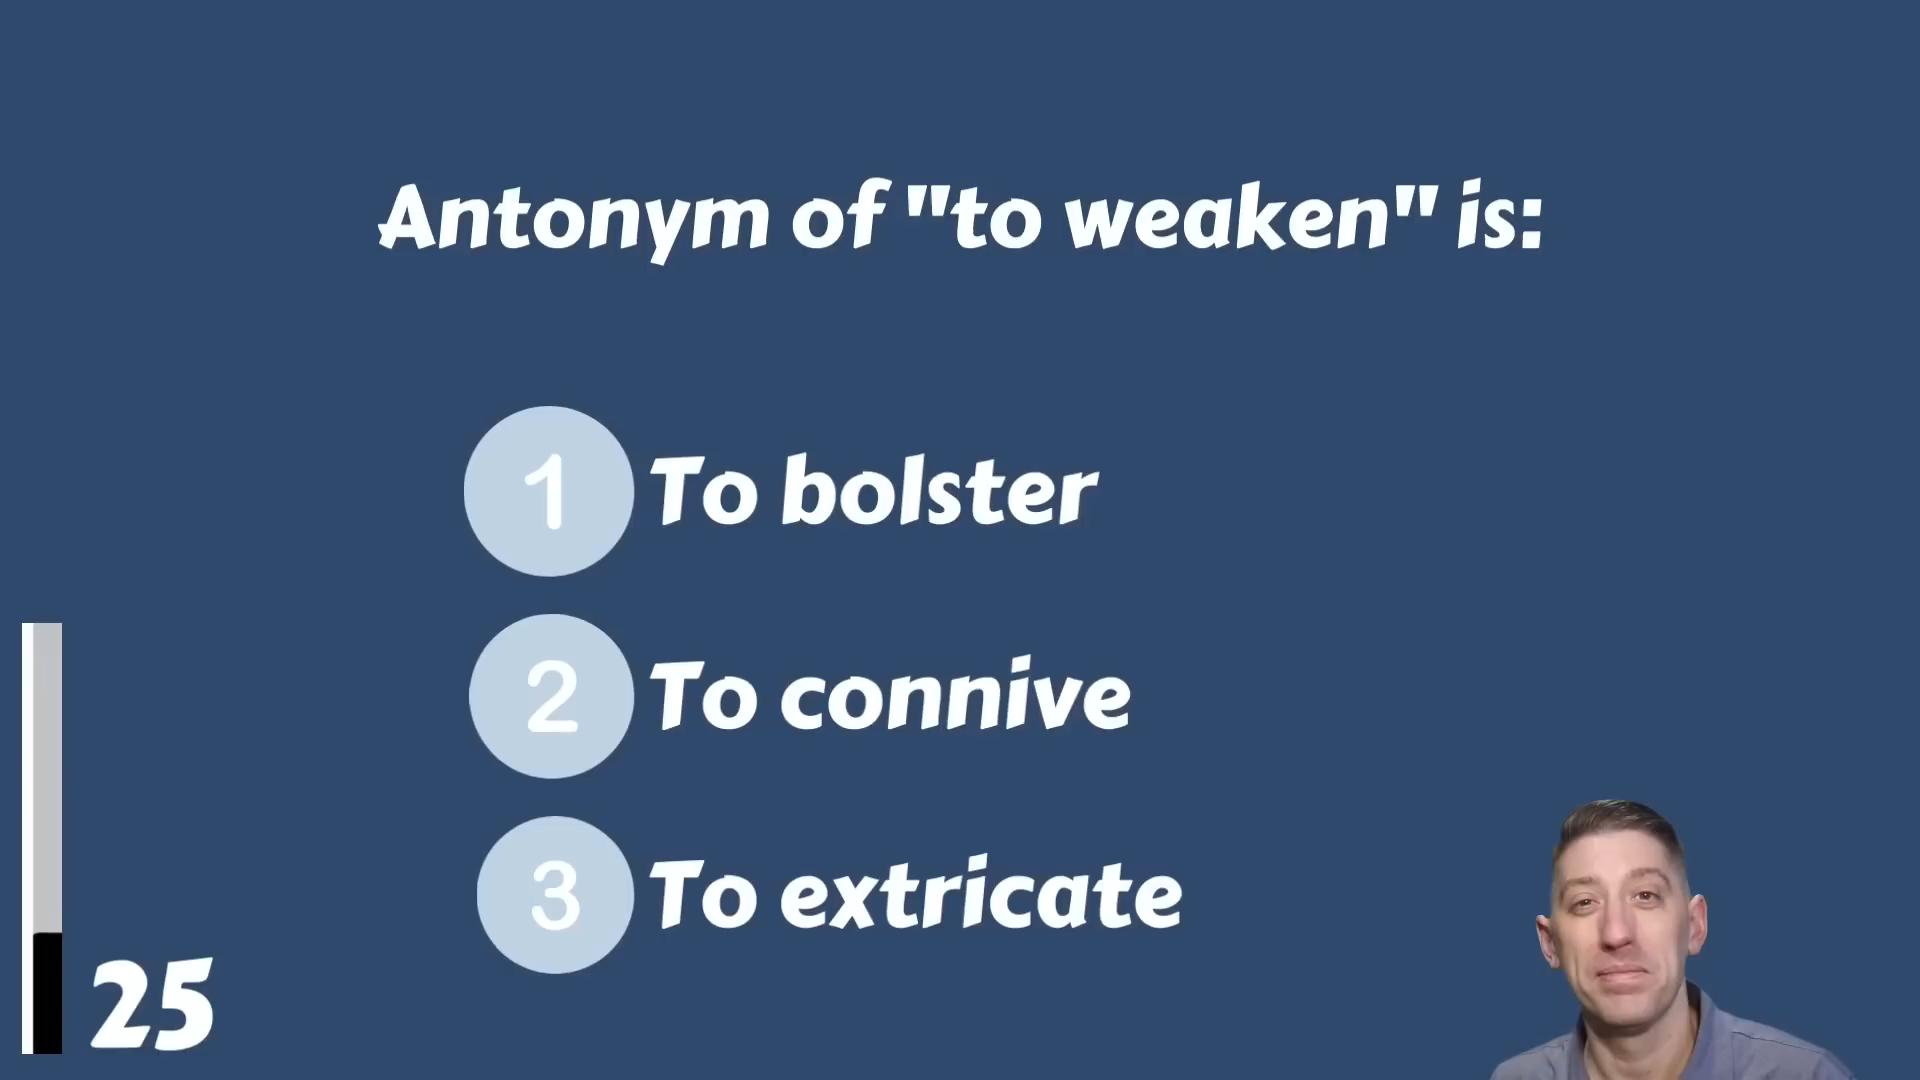 Antonym of "to weaken" is:
1 To bolster
2 To connive
3 To extricate
25